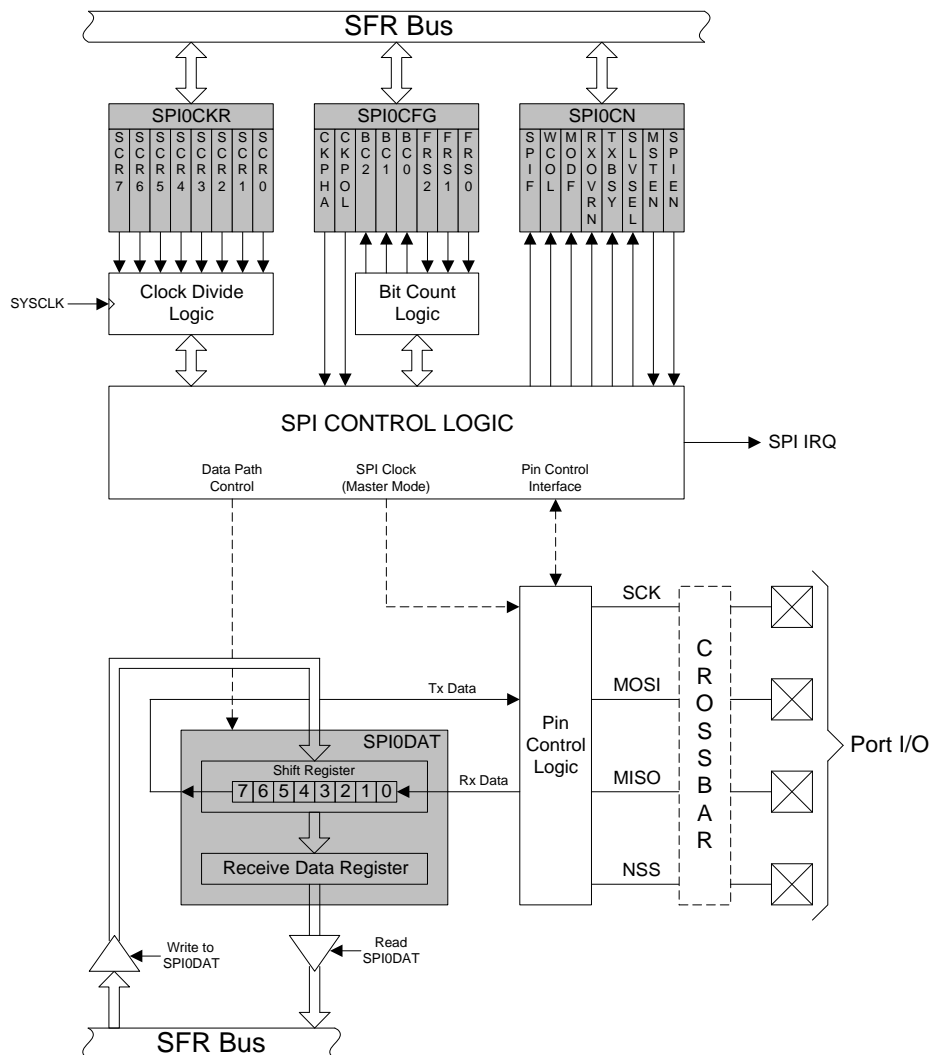 SFR Bus
SPI0CKR
SCR7
SCR6
SCR5
SCR4
SCR3
SCR2
SCR1
SCR0
SPI0CFG
CKPHA
CKPOL
BC2
BC1
BC0
FRS2
FRS1
FRS0
SPI0CN
SPIF
WCOL
MODF
RXOVRN
TXBSY
SLVSEL
MSTEN
SPIEN
SYSCLK
Clock Divide
Logic
Bit Count
Logic
SPI CONTROL LOGIC
SPI IRQ
Data Path
Control
SPI Clock
(Master Mode)
Pin Control
Interface
SCK
MOSI
MISO
NSS
Pin
Control
Logic
CROSSBAR
Port I/O
Tx Data
Rx Data
SPI0DAT
Shift Register
7 6 5 4 3 2 1 0
Receive Data Register
Write to
SPI0DAT
Read
SPI0DAT
SFR Bus